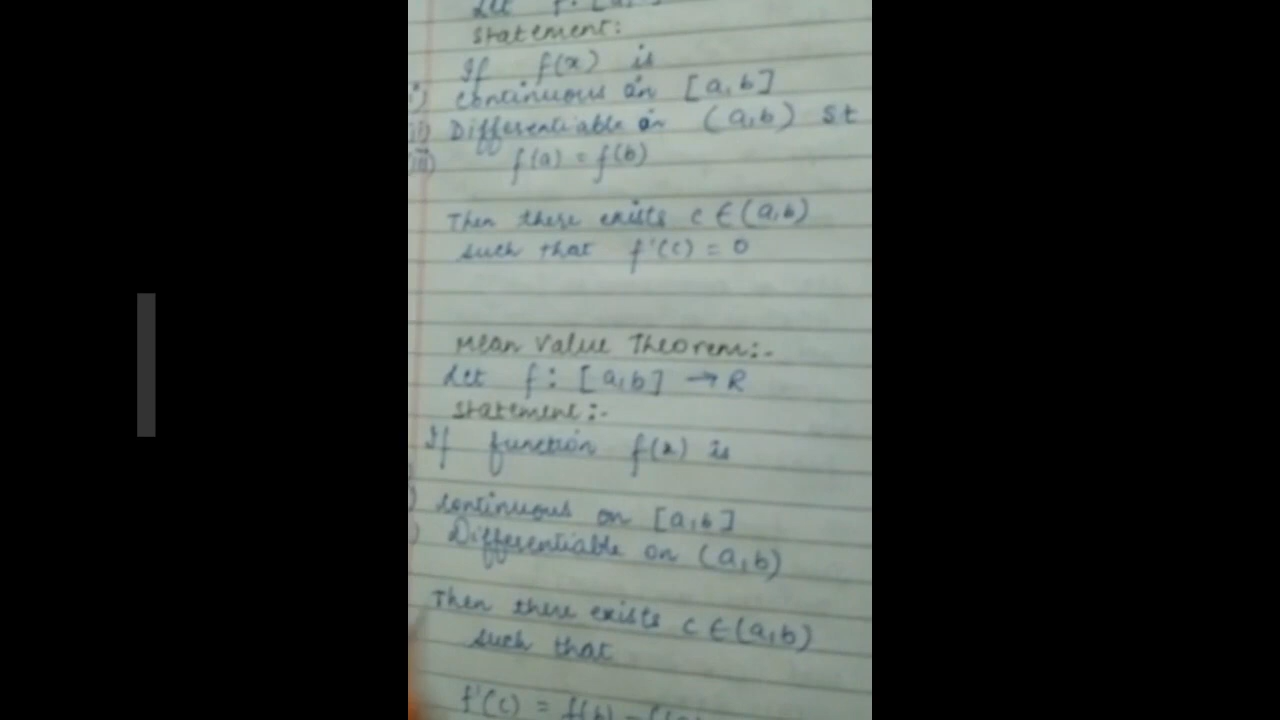 Let f: [a,
Statement:
If f(x) is
i) continuous on [a,b]
ii) Differentiable on (a,b) st
iii) f(a) = f(b)
Then there exists c ∈ (a,b)
such that f'(c) = 0
Mean Value Theorem:-
Let f: [a,b] → R
Statement:-
If function f(x) is
) continuous on [a,b]
) Differentiable on (a,b)
Then there exists c ∈ (a,b)
such that
f'(c) = f(b) -